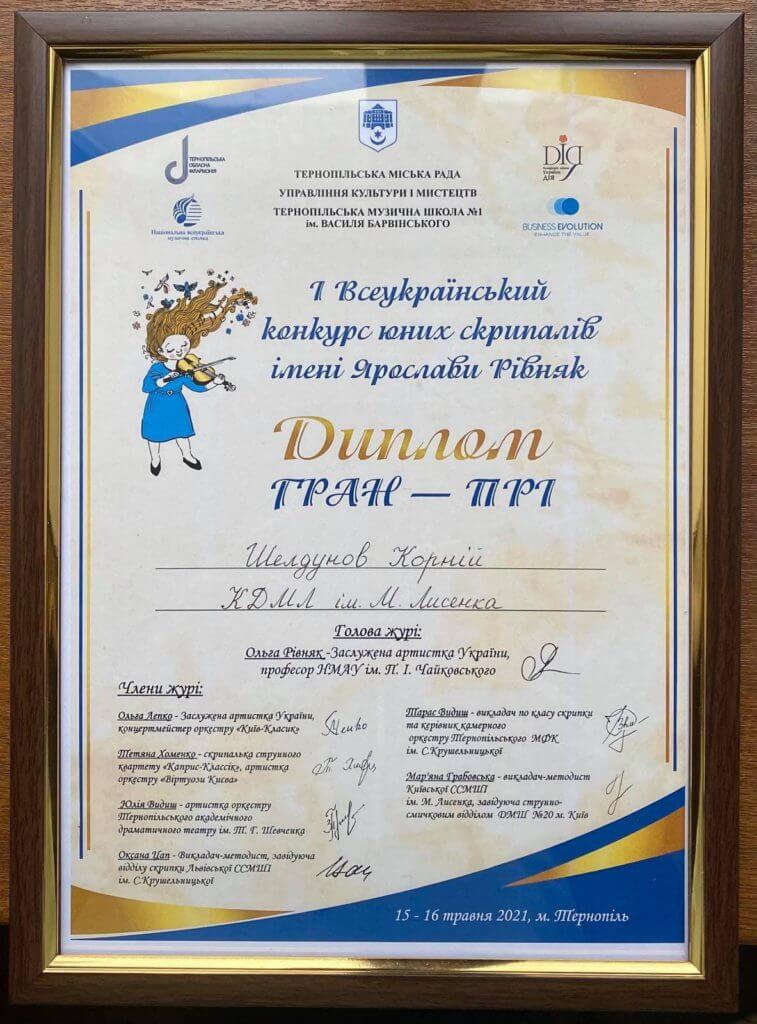 ТЕРНОПІЛЬСЬКА
ОБЛАСНА
ФІЛАРМОНІЯ
Національна всеукраїнська
музична спілка
ТЕРНОПІЛЬСЬКА МІСЬКА РАДА
УПРАВЛІННЯ КУЛЬТУРИ І МИСТЕЦТВ
ТЕРНОПІЛЬСЬКА МУЗИЧНА ШКОЛА №1
ім. ВАСИЛЯ БАРВІНСЬКОГО
ДІЯ
України
ДІЯ
BUSINESS EVOLUTION
ENHANCE THE VALUE
І Всеукраїнський
конкурс юних скрипалів
імені Ярослави Рівняк
Диплом
ГРАН – ПРІ
Шелдунов Корній
КДМЛ ім. М. Лисенка
Голова журі:
Ольга Рівняк -Заслужена артистка України,
професор НМАУ ім. П. І. Чайковського
Члени журі:
Ольга Лепко - Заслужена артистка України,
концертмейстер оркестру «Київ-Класик»
Тетяна Хоменко - скрипалька струнного
квартету «Каприс-Классік», артистка
оркестру «Віртуози Києва»
Юлія Видиш - артистка оркестру
Тернопільського академічного
драматичного театру ім. Т. Г. Шевченка
Оксана Цап - Викладач-методист, завідуюча
відділу скрипки Львівської ССМШ
ім. С.Крушельницької
Тарас Видиш - викладач по класу скрипки
та керівник камерного
оркестру Тернопільського МФК
ім. С.Крушельницької
Мар'яна Грабовська - викладач-методист
Київської ССМШ
ім. М. Лисенка, завідуюча струнно-
смичковим відділом ДМШ №20 м. Київ
15 - 16 травня 2021, м. Тернопіль